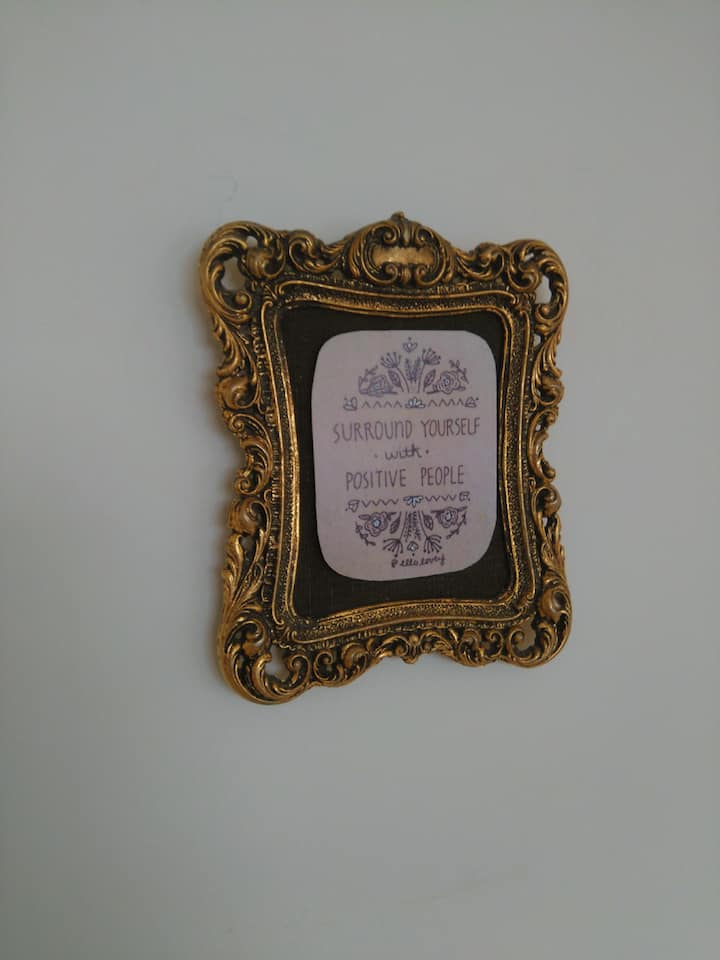 SURROUND YOURSELF
· with ·
POSITIVE PEOPLE